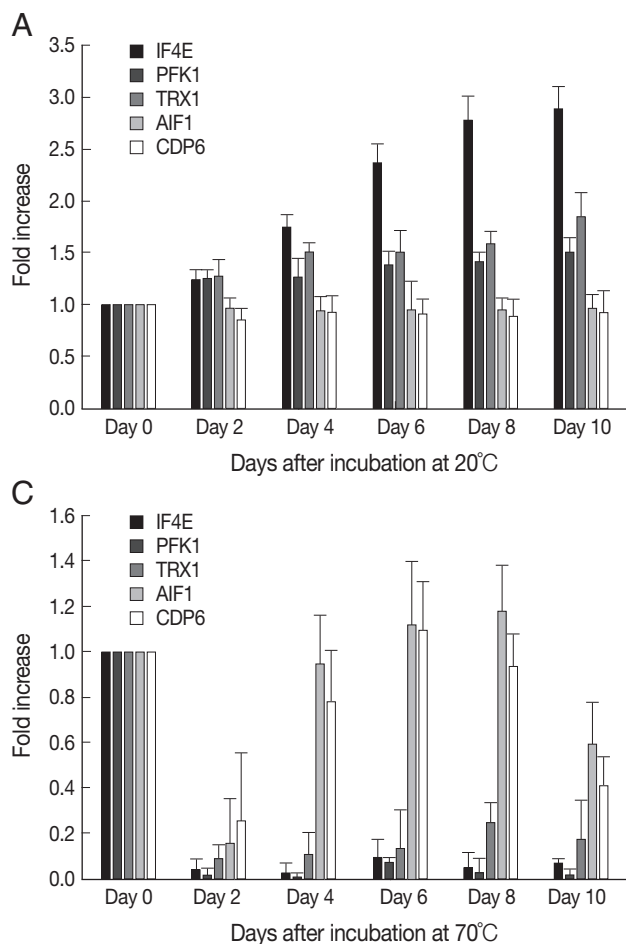 A
3.5
3.0
2.5
2.0
1.5
1.0
0.5
0.0
Fold increase
IF4E
PFK1
TRX1
AIF1
CDP6
Day 0 Day 2 Day 4 Day 6 Day 8 Day 10
Days after incubation at 20℃
C
1.6
1.4
1.2
1.0
0.8
0.6
0.4
0.2
0.0
Fold increase
IF4E
PFK1
TRX1
AIF1
CDP6
Day 0 Day 2 Day 4 Day 6 Day 8 Day 10
Days after incubation at 70℃